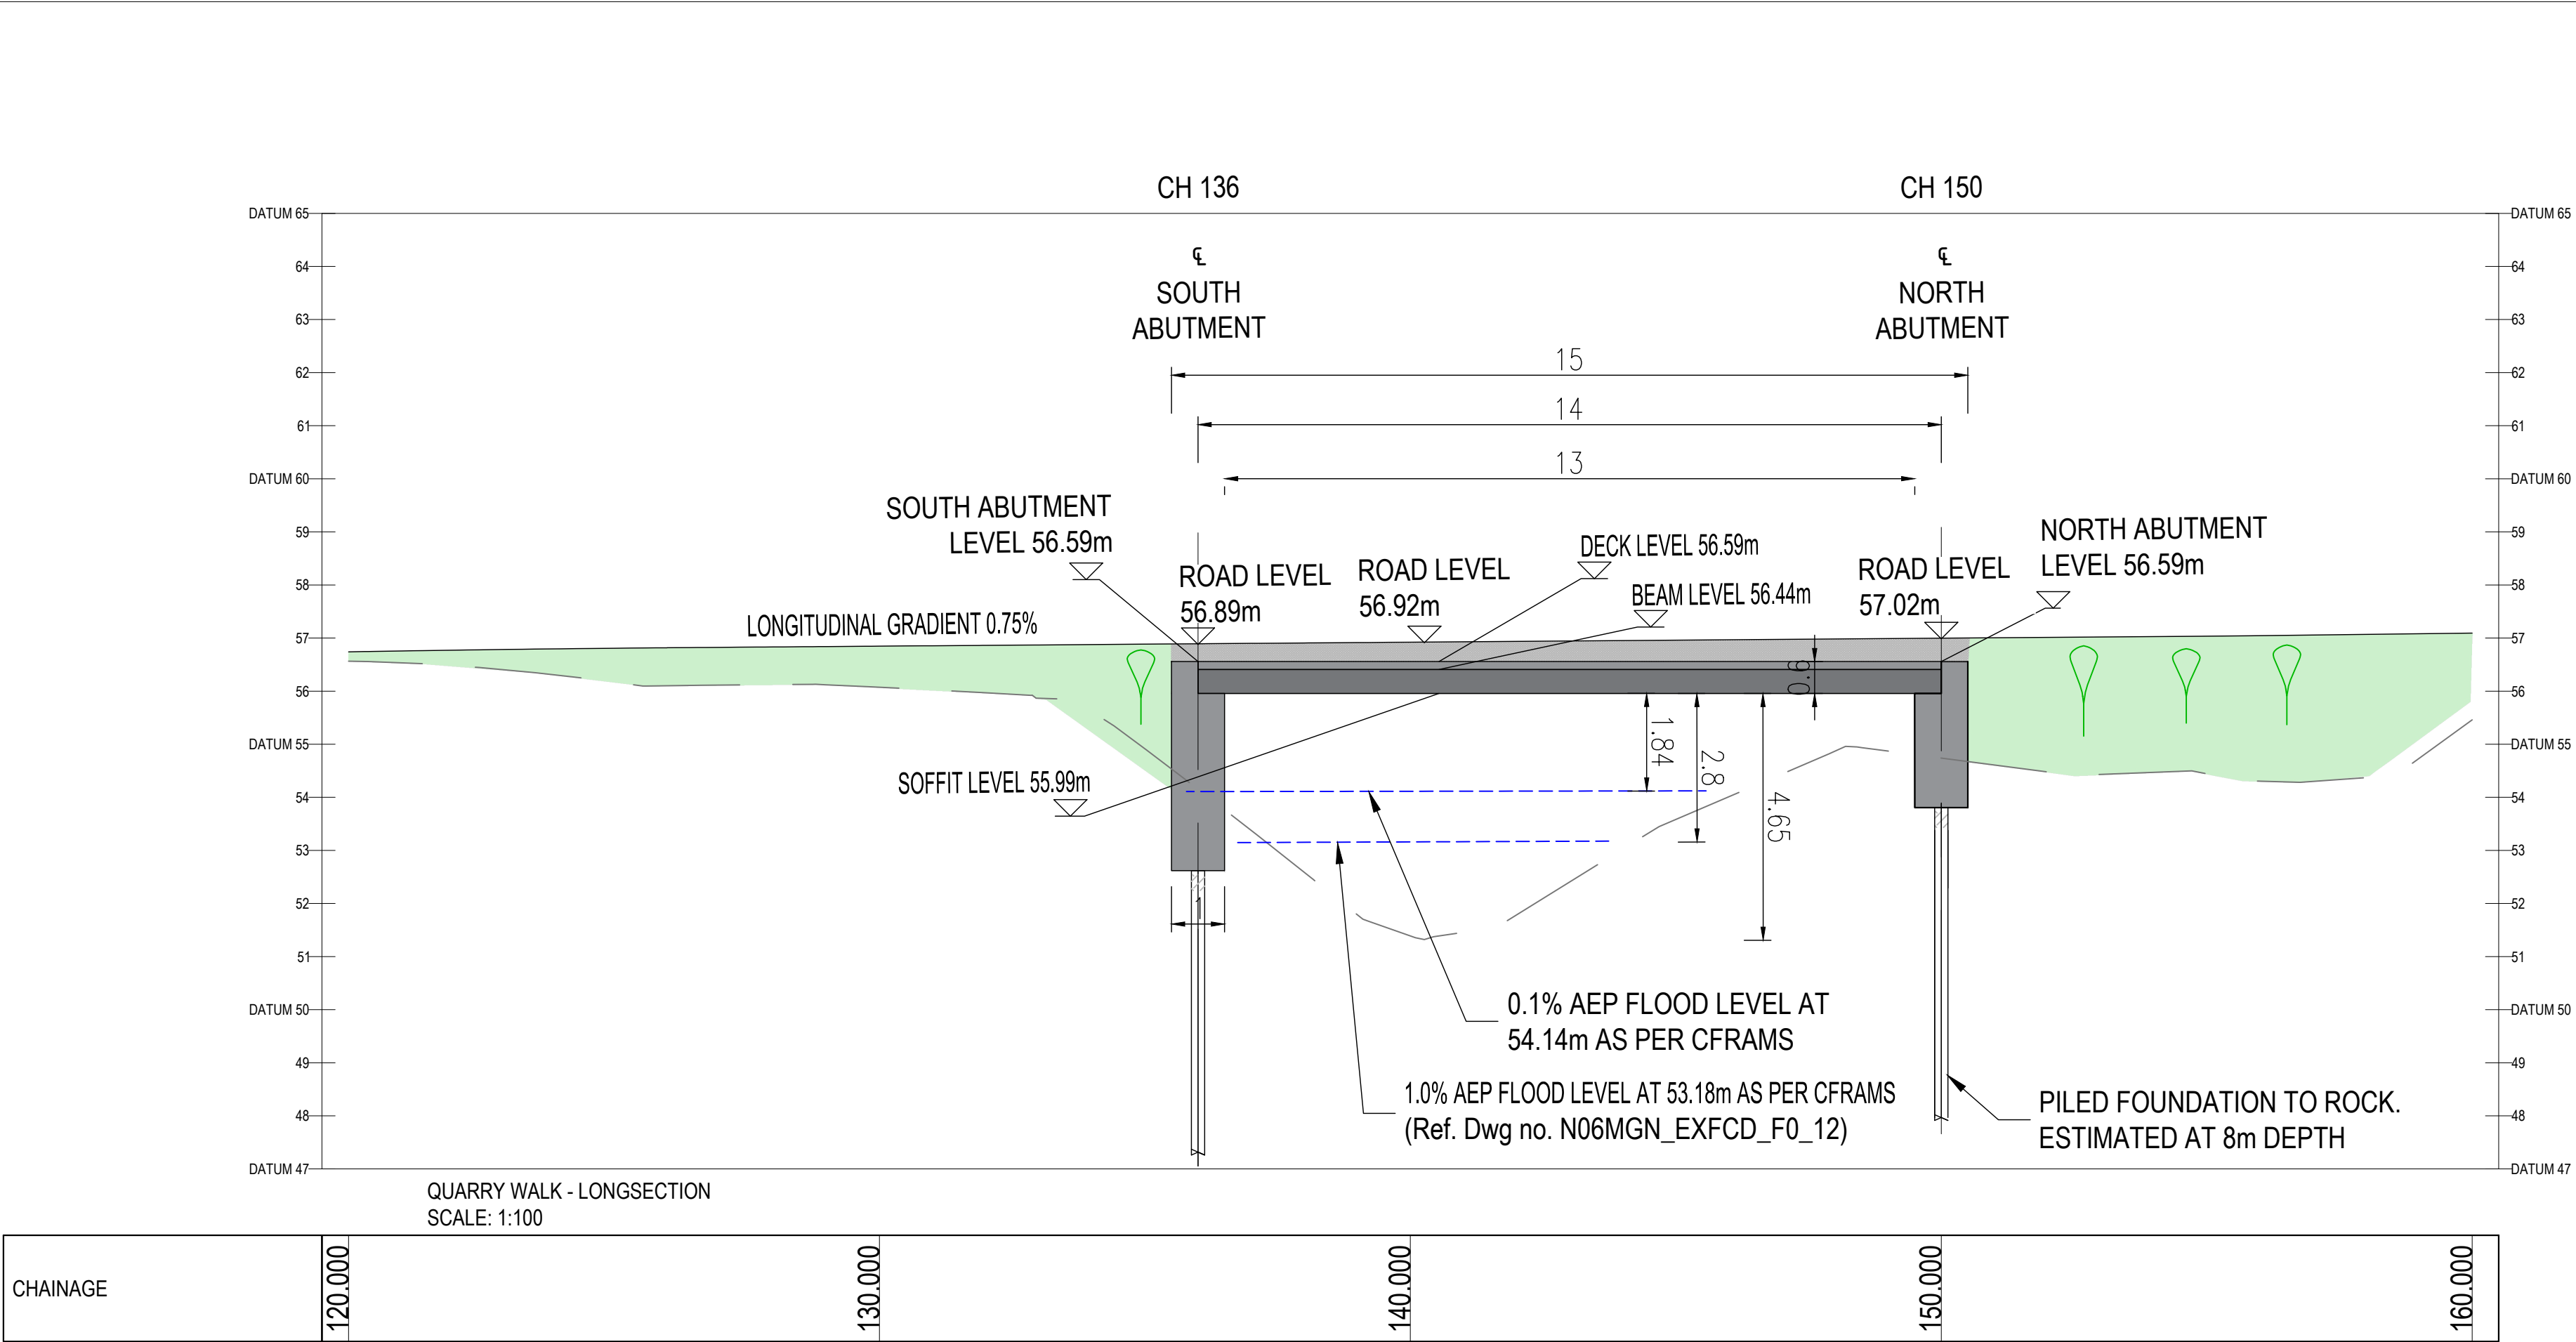 CH 136
CH 150
DATUM 65
DATUM 65
℄
℄
64
64
SOUTH
ABUTMENT
NORTH
ABUTMENT
63
63
15
62
62
14
61
61
13
DATUM 60
DATUM 60
SOUTH ABUTMENT
LEVEL 56.59m
NORTH ABUTMENT
LEVEL 56.59m
59
59
DECK LEVEL 56.59m
ROAD LEVEL
56.89m
ROAD LEVEL
56.92m
ROAD LEVEL
57.02m
BEAM LEVEL 56.44m
58
58
LONGITUDINAL GRADIENT 0.75%
57
57
0.6
56
56
1.84
2.8
4.65
DATUM 55
DATUM 55
SOFFIT LEVEL 55.99m
54
54
53
53
52
52
1
51
51
0.1% AEP FLOOD LEVEL AT
54.14m AS PER CFRAMS
DATUM 50
DATUM 50
49
49
1.0% AEP FLOOD LEVEL AT 53.18m AS PER CFRAMS
(Ref. Dwg no. N06MGN_EXFCD_F0_12)
PILED FOUNDATION TO ROCK.
ESTIMATED AT 8m DEPTH
48
48
DATUM 47
DATUM 47
QUARRY WALK - LONGSECTION
SCALE: 1:100
CHAINAGE
120.000
130.000
140.000
150.000
160.000